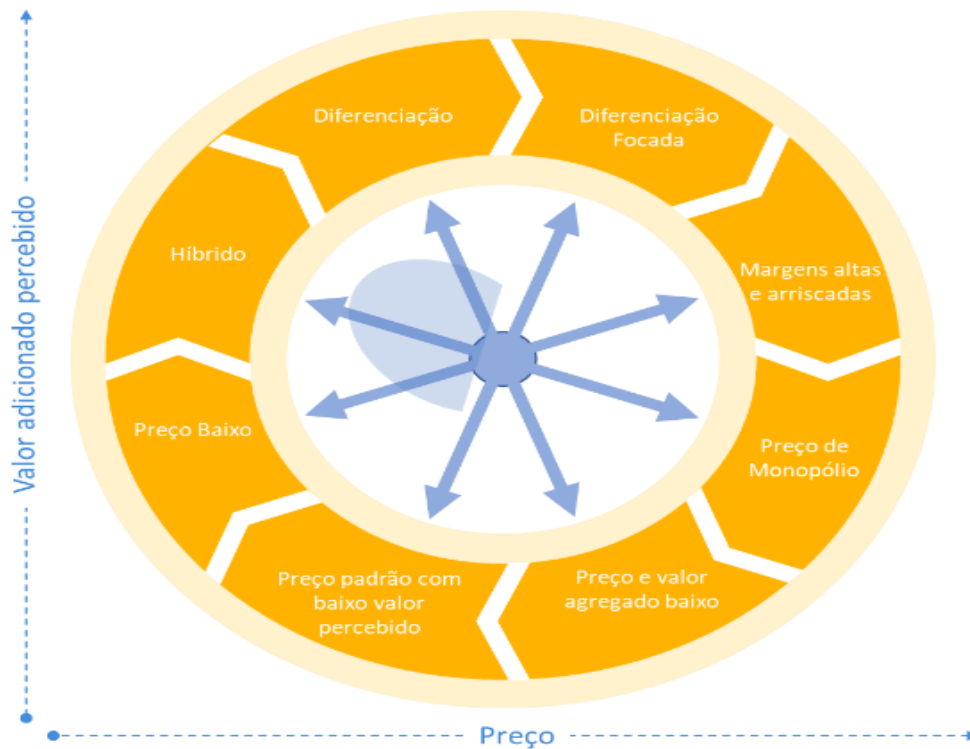 Valor adicionado percebido
Diferenciação
Diferenciação
Focada
Híbrido
Margens altas
e arriscadas
Preço Baixo
Preço de
Monopólio
Preço padrão com
baixo valor
percebido
Preço e valor
agregado baixo
Preço